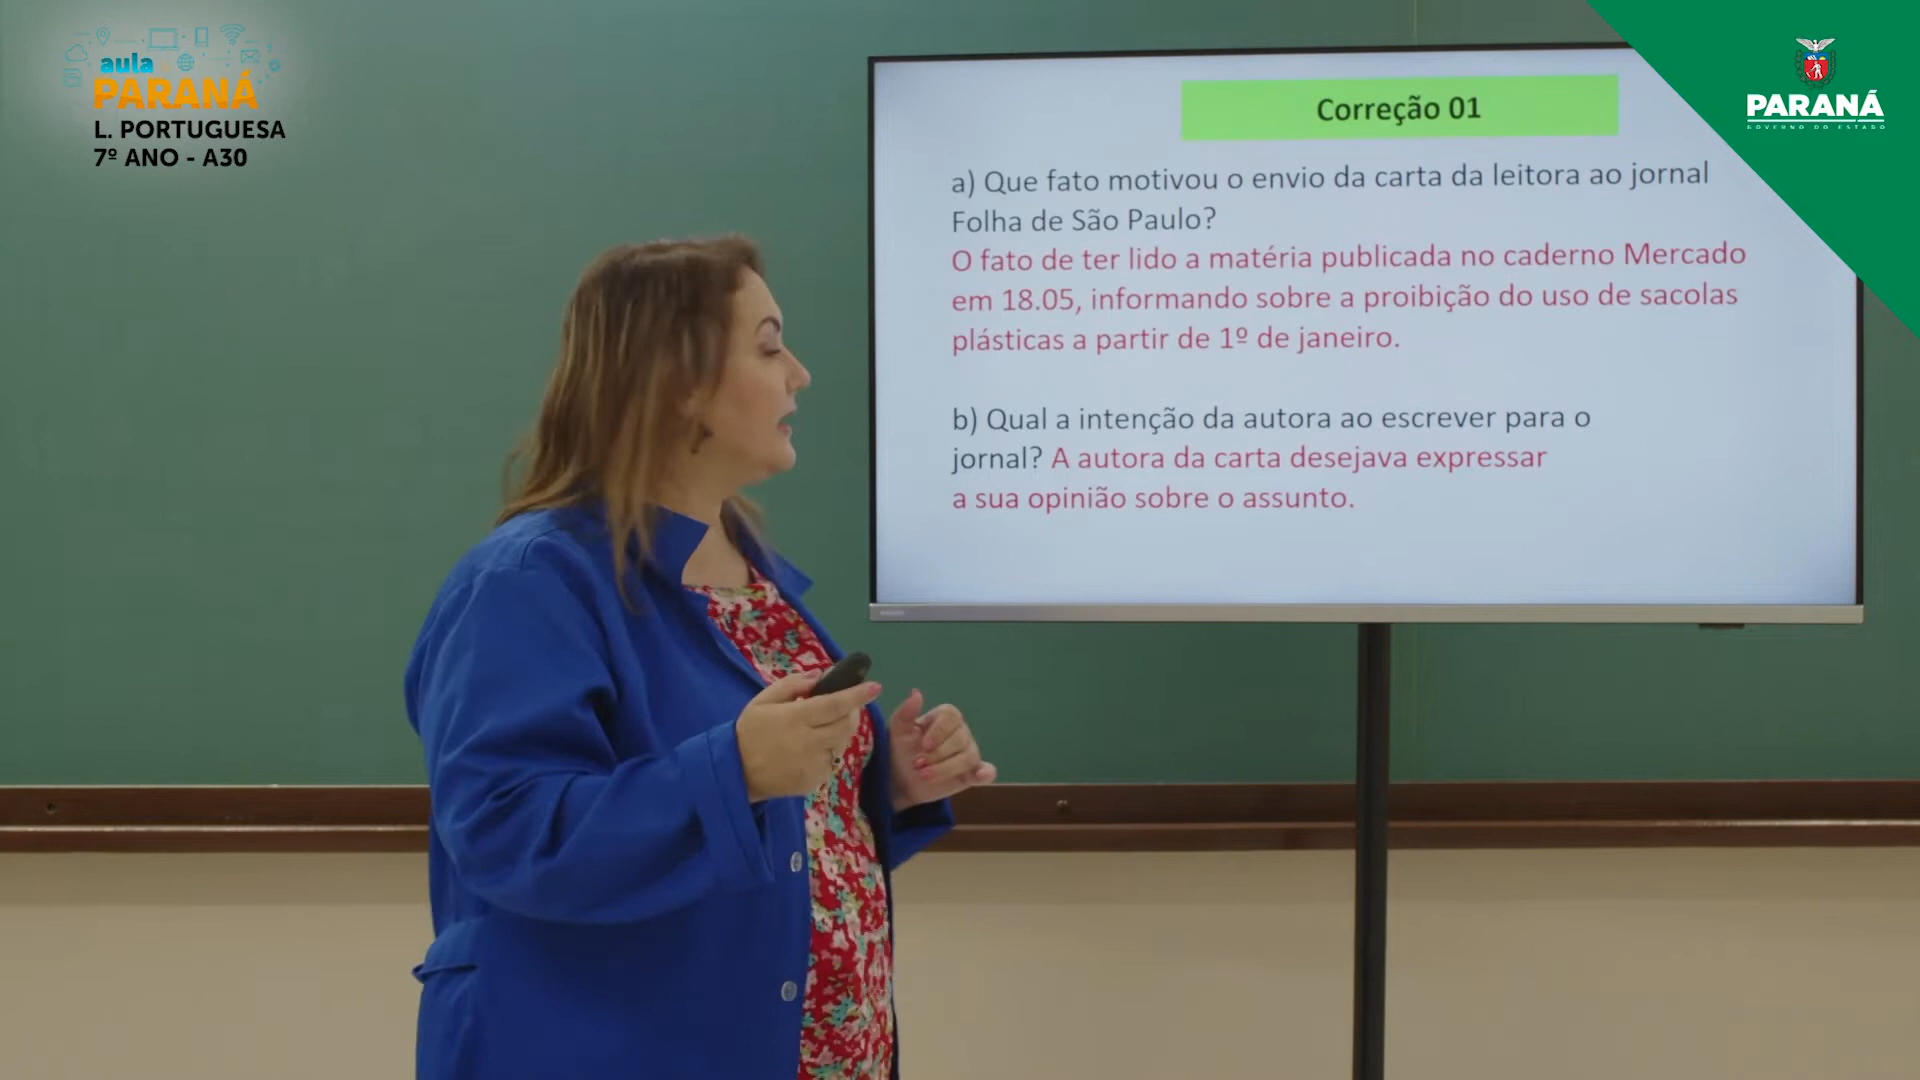 aula
PARANÁ
L. PORTUGUESA
7º ANO - A30
PARANÁ
GOVERNO DO ESTADO
Correção 01
a) Que fato motivou o envio da carta da leitora ao jornal
Folha de São Paulo?
O fato de ter lido a matéria publicada no caderno Mercado
em 18.05, informando sobre a proibição do uso de sacolas
plásticas a partir de 1º de janeiro.
b) Qual a intenção da autora ao escrever para o
jornal? A autora da carta desejava expressar
a sua opinião sobre o assunto.